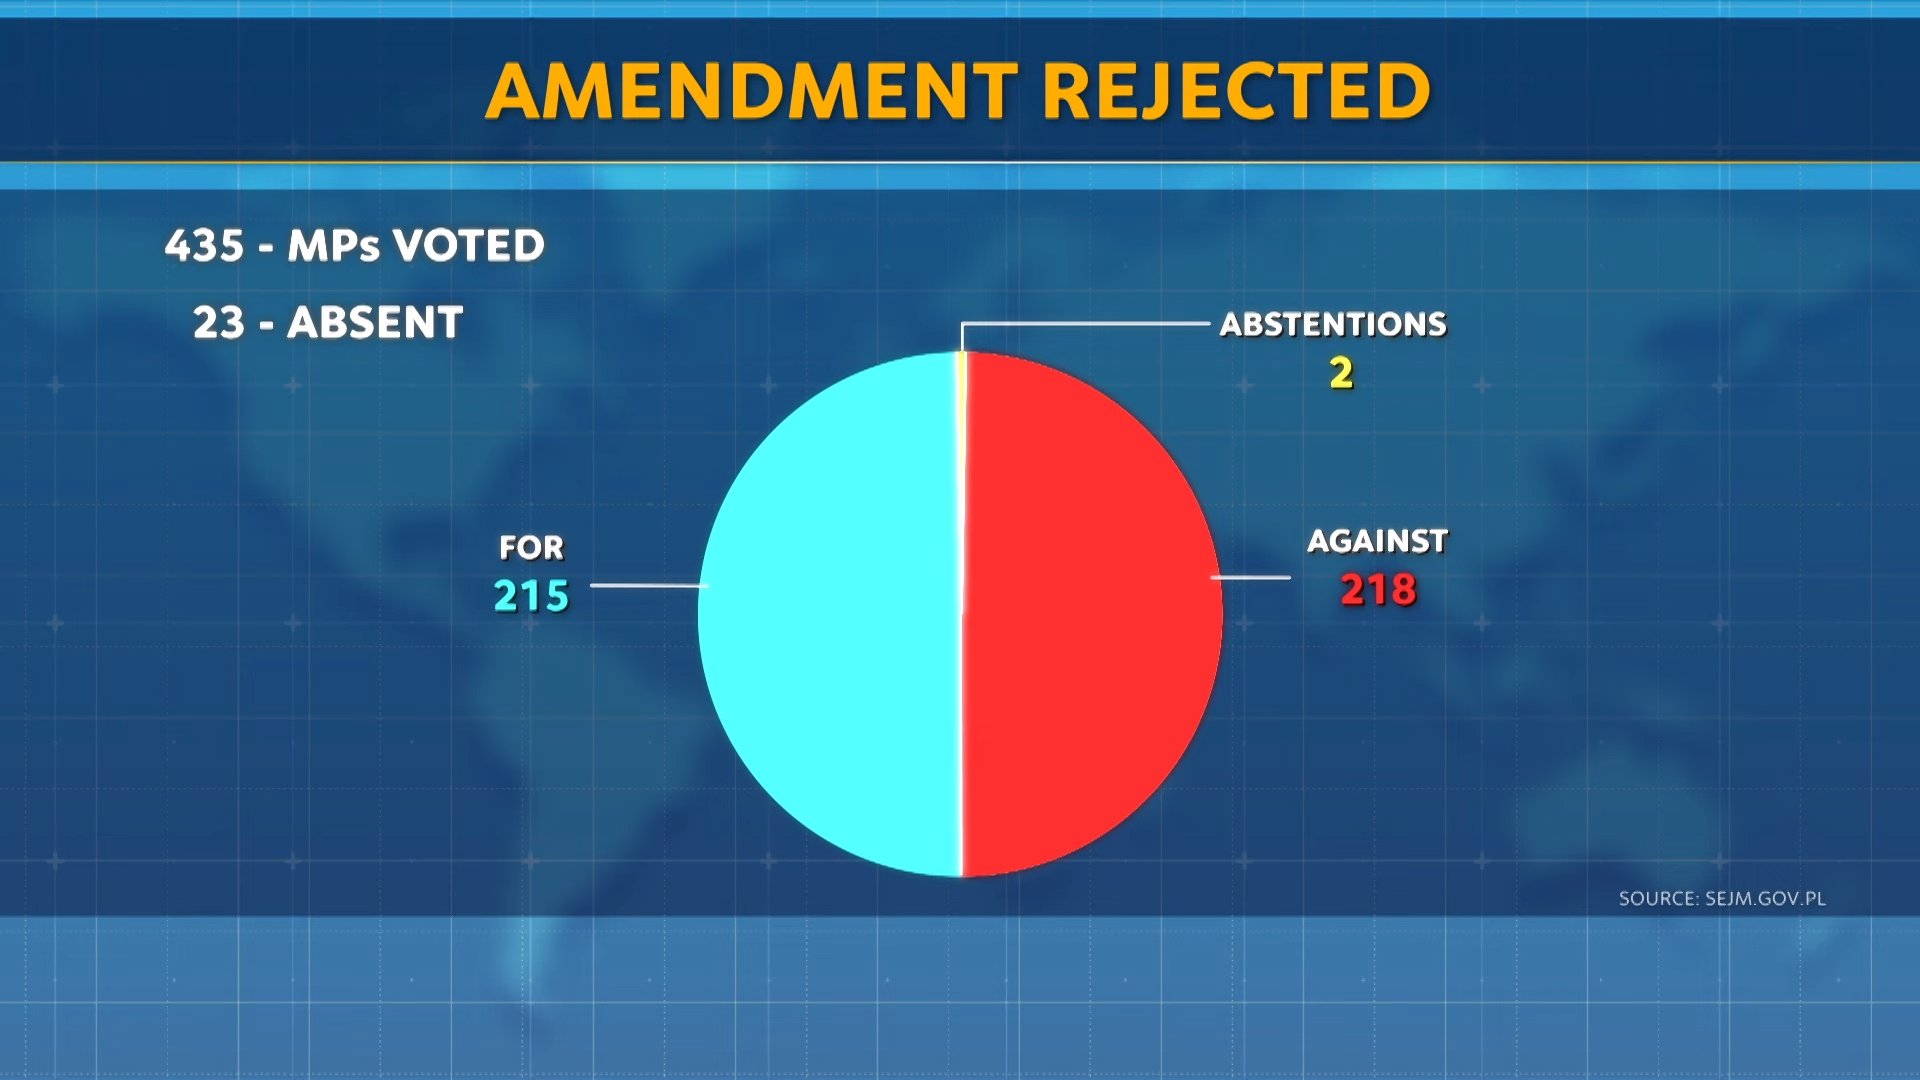 AMENDMENT REJECTED
435 - MPs VOTED
23 - ABSENT
ABSTENTIONS
2
FOR
215
AGAINST
218
SOURCE: SEJM.GOV.PL